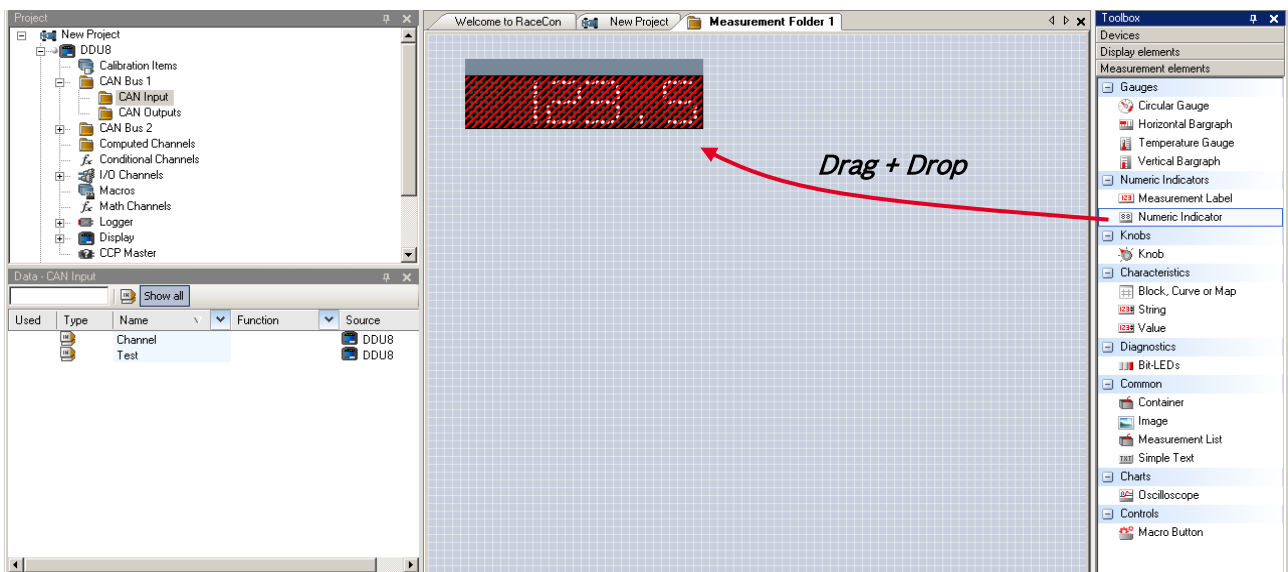 Project
New Project
DDU8
Calibration Items
CAN Bus 1
CAN Input
CAN Outputs
CAN Bus 2
Computed Channels
fx Conditional Channels
I/O Channels
Macros
fx Math Channels
Logger
Display
CCP Master
Data - CAN Input
Show all
Used Type Name Function Source
Channel DDU8
Test DDU8
Welcome to RaceCon New Project Measurement Folder 1
123.5
Drag + Drop
Toolbox
Devices
Display elements
Measurement elements
Gauges
Circular Gauge
Horizontal Bargraph
Temperature Gauge
Vertical Bargraph
Numeric Indicators
Measurement Label
Numeric Indicator
Knobs
Knob
Characteristics
Block, Curve or Map
String
Value
Diagnostics
Bit-LEDs
Common
Container
Image
Measurement List
TXT Simple Text
Charts
Oscilloscope
Controls
Macro Button